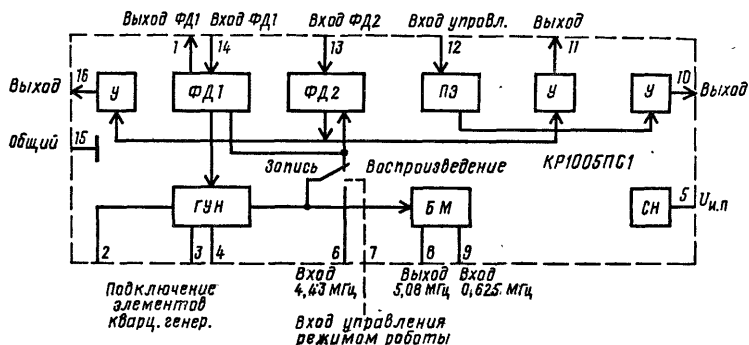 Выход ФД1 Вход ФД1 Вход ФД2 Вход управл. Выход
1 14 13 12 11
Выход 16 У ФД1 ФД2 ПЭ У У 10 Выход
15
Общий
КР1005ПС1
Запись Воспроизведение
ГУН БМ СН 5 Uи.п
2 3 4 6 7 8 9
Подключение
элементов
кварц. генер.
Вход
4,43 МГц
Выход
5,08 МГц
Вход
0,625 МГц
Вход управления
режимом роботы